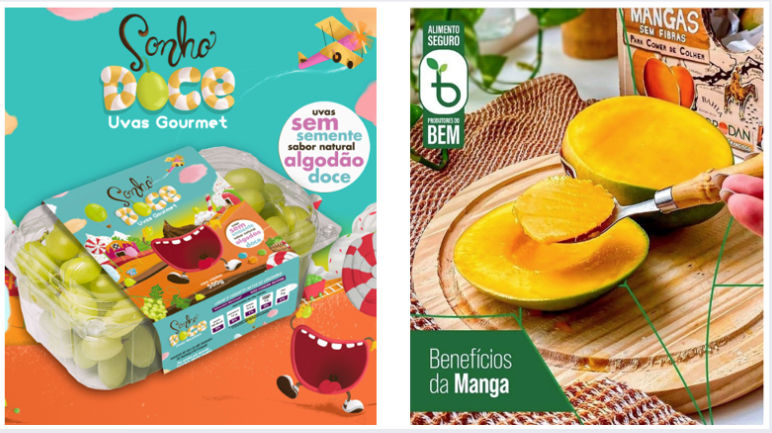 Sonho
DOCE
Uvas Gourmet
uvas
sem
semente
sabor natural
algodão
doce
Sonho
DOCE
Uvas Gourmet
500g
Sonho
DOCE
ALIMENTO
SEGURO
b
PRODUTORES DO
BEM
MANGAS
SEM FIBRAS
PARA COMER DE COLHER
Benefícios
da Manga